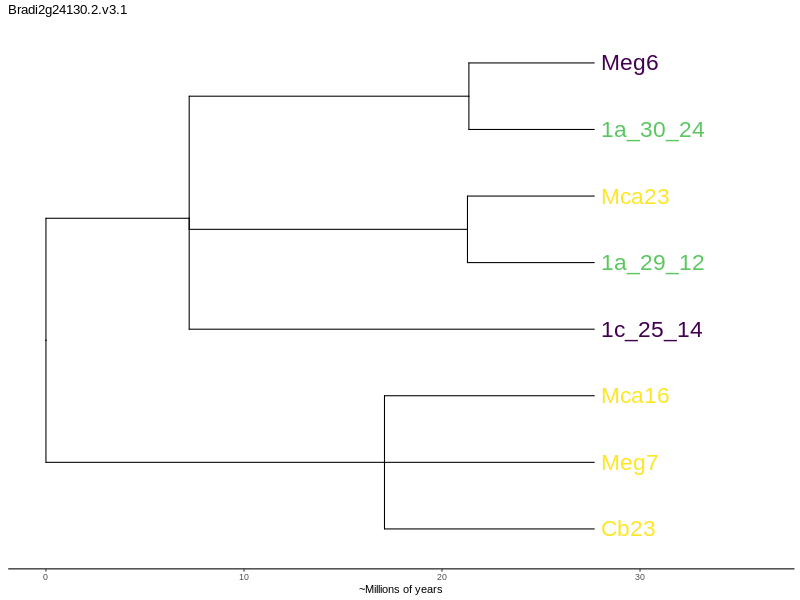 Bradi2g24130.2.v3.1
Meg6
1a_30_24
Mca23
1a_29_12
1c_25_14
Mca16
Meg7
Cb23
0 10 20 30
~Millions of years